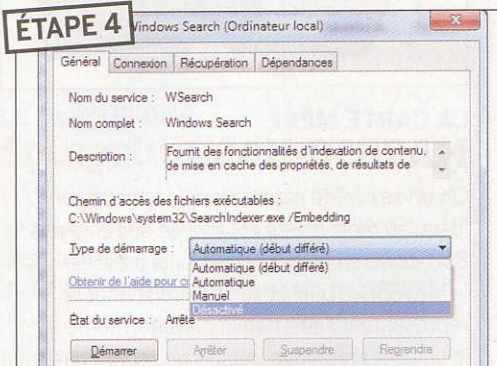 ÉTAPE 4
Windows Search (Ordinateur local)
Général Connexion Récupération Dépendances
Nom du service : WSearch
Nom complet : Windows Search
Description : Fournit des fonctionnalités d'indexation de contenu,
de mise en cache des propriétés, de résultats de
Chemin d'accès des fichiers exécutables :
C:\Windows\system32\SearchIndexer.exe /Embedding
Type de démarrage : Automatique (début différé)
Automatique (début différé)
Obtenir de l'aide pour co Automatique
Manuel
Désactivé
État du service : Arrêté
Démarrer Arrêter Suspendre Reprendre